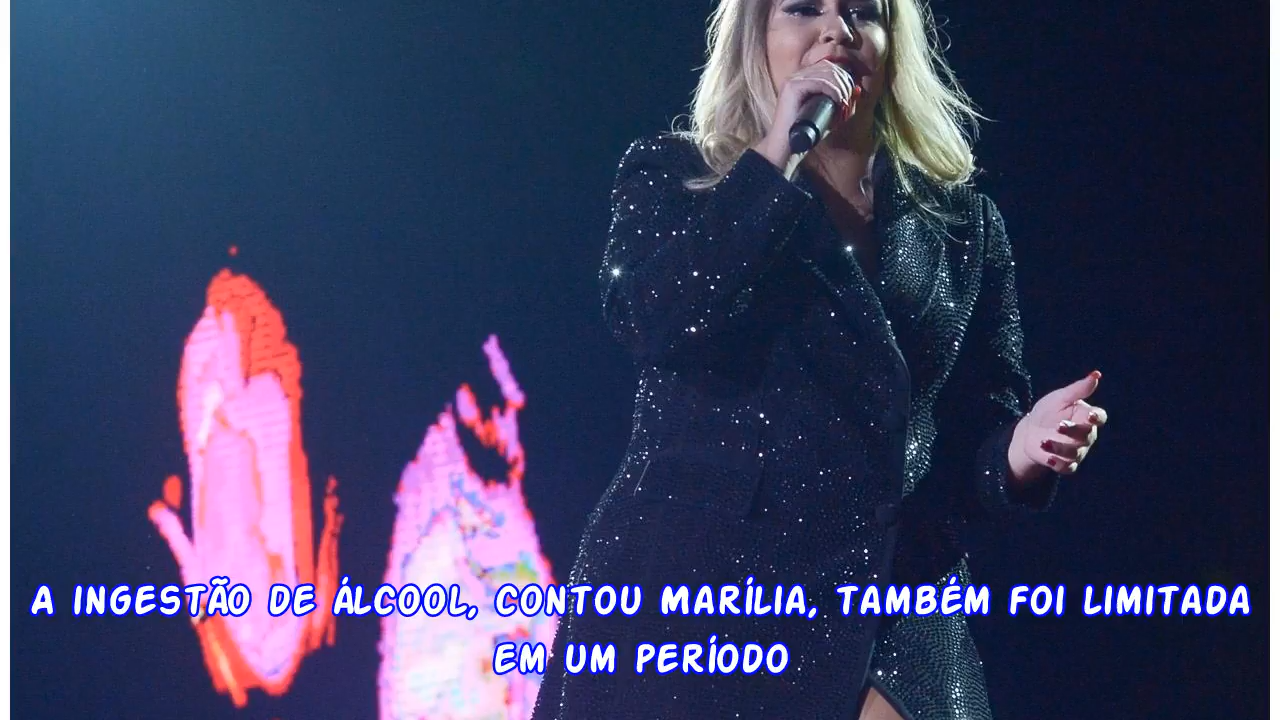 A INGESTÃO DE ÁLCOOL, CONTOU MARÍLIA, TAMBÉM FOI LIMITADA
EM UM PERÍODO